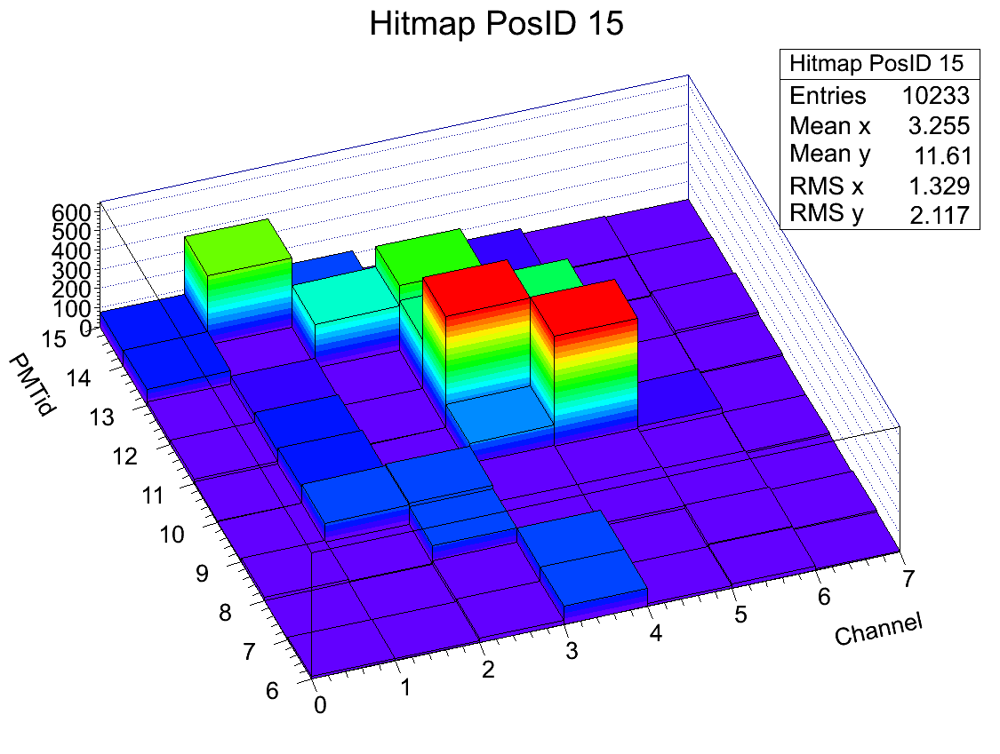 Hitmap PosID 15
Hitmap PosID 15
Entries 10233
Mean x 3.255
Mean y 11.61
RMS x 1.329
RMS y 2.117
600
500
400
300
200
100
0
15
14
13
12
11
10
9
8
7
6
PMTid
0
1
2
3
4
5
6
7
Channel